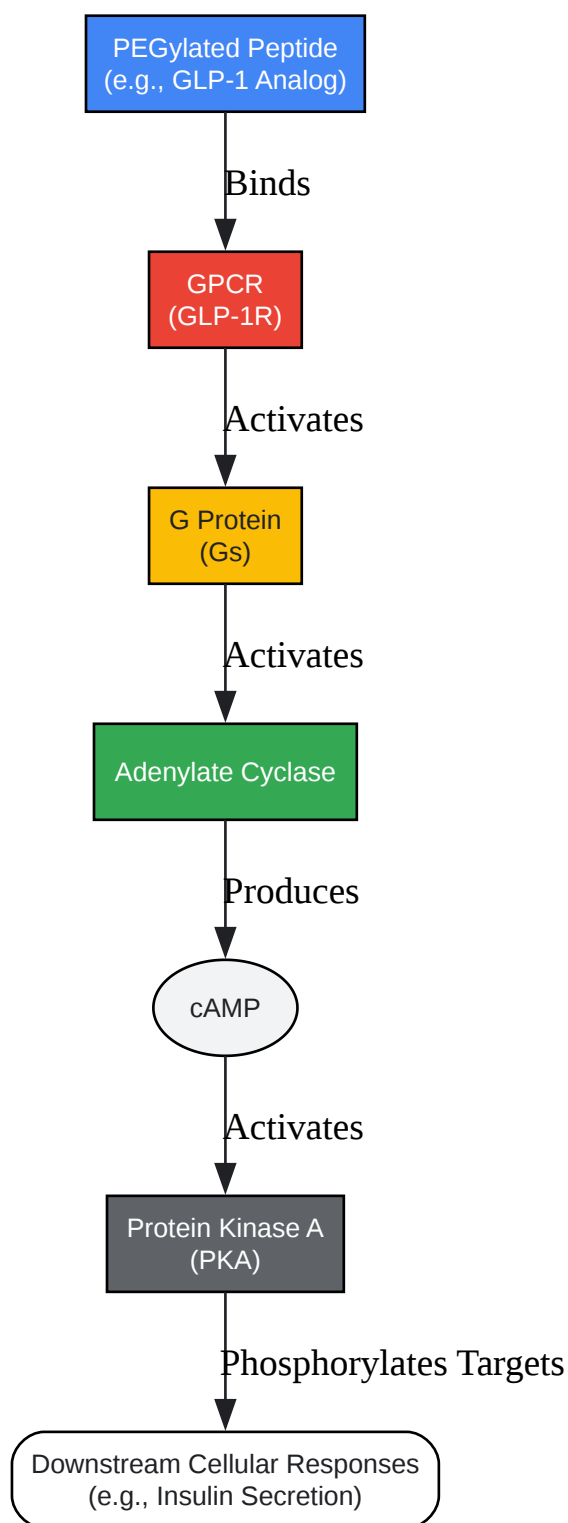 PEGylated Peptide
(e.g., GLP-1 Analog)
Binds
GPCR
(GLP-1R)
Activates
G Protein
(Gs)
Activates
Adenylate Cyclase
Produces
cAMP
Activates
Protein Kinase A
(PKA)
Phosphorylates Targets
Downstream Cellular Responses
(e.g., Insulin Secretion)